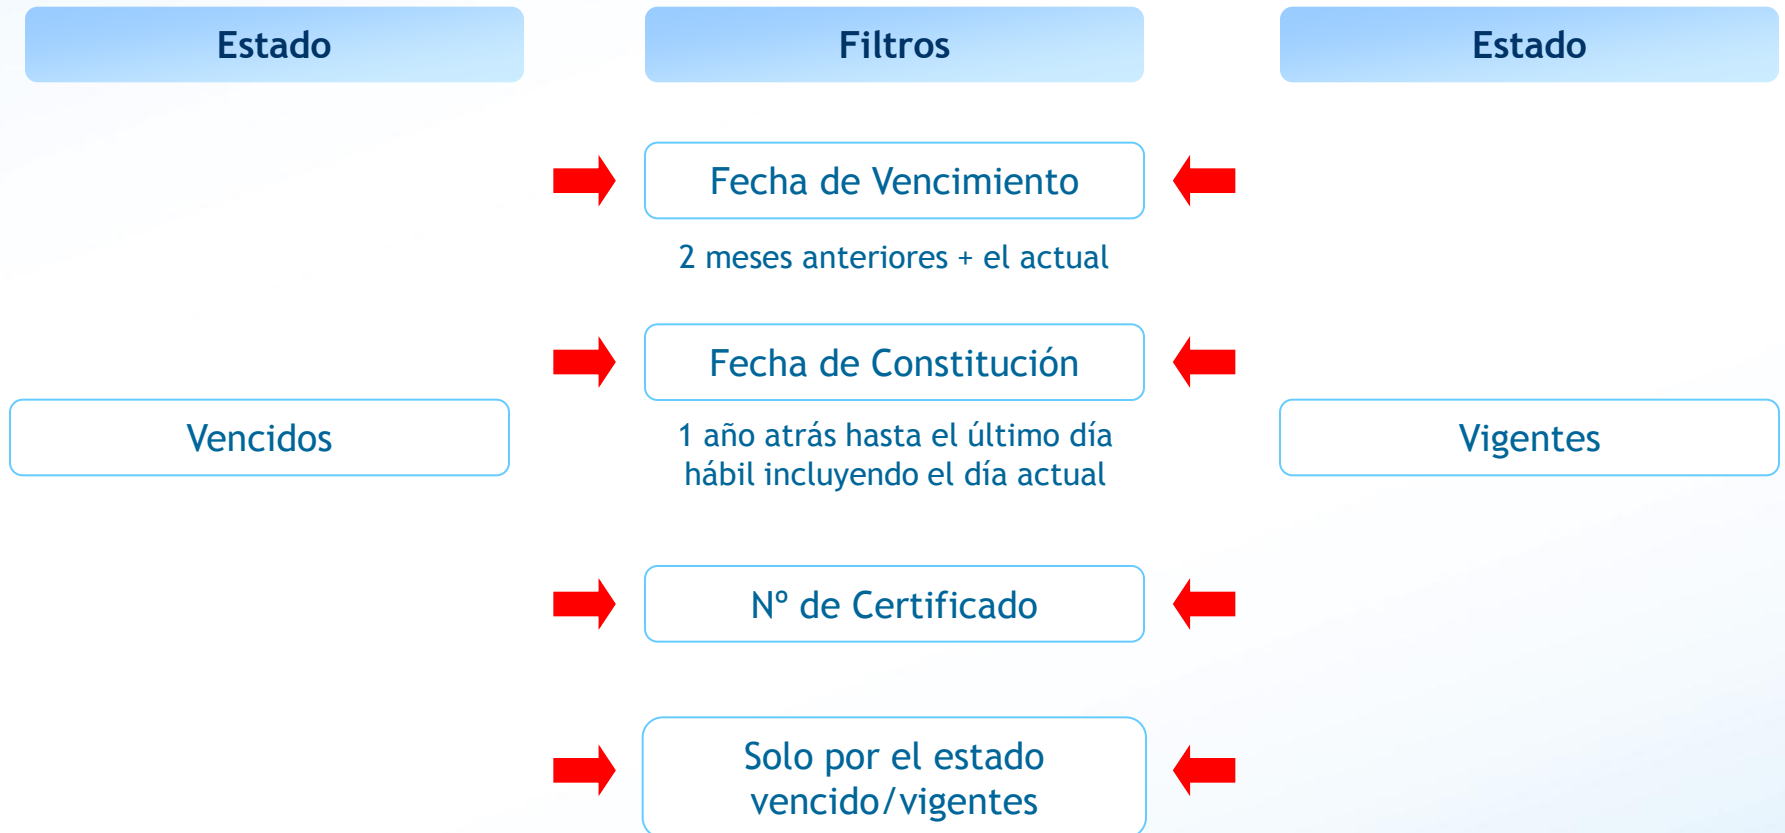 Estado
Filtros
Estado
Fecha de Vencimiento
2 meses anteriores + el actual
Fecha de Constitución
Vencidos
1 año atrás hasta el último día
hábil incluyendo el día actual
Vigentes
Nº de Certificado
Solo por el estado
vencido/vigentes